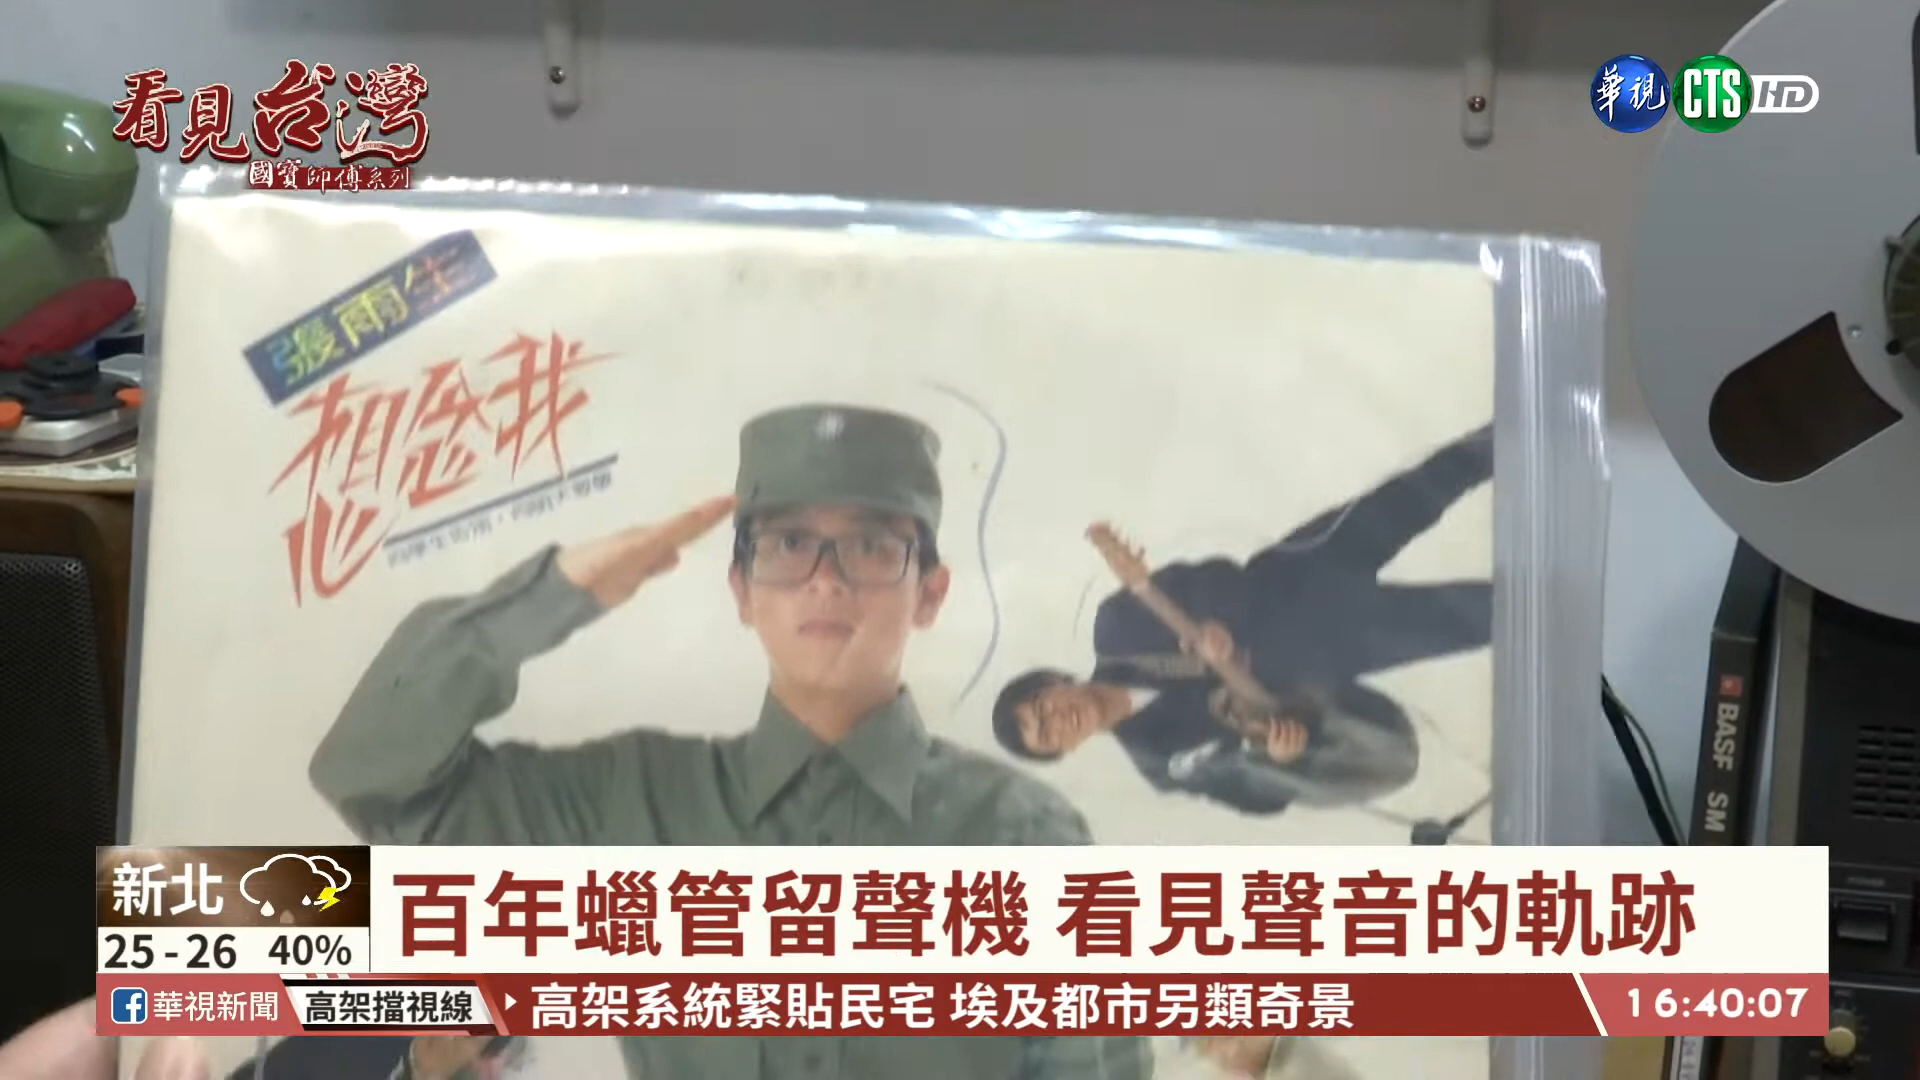 看見台灣
國寶師傅系列
華視 CTS HD
張雨生
想念我
BASF SM
新北
25-26 40%
百年蠟管留聲機 看見聲音的軌跡
華視新聞 高架擋視線 高架系統緊貼民宅 埃及都市另類奇景
16:40:07